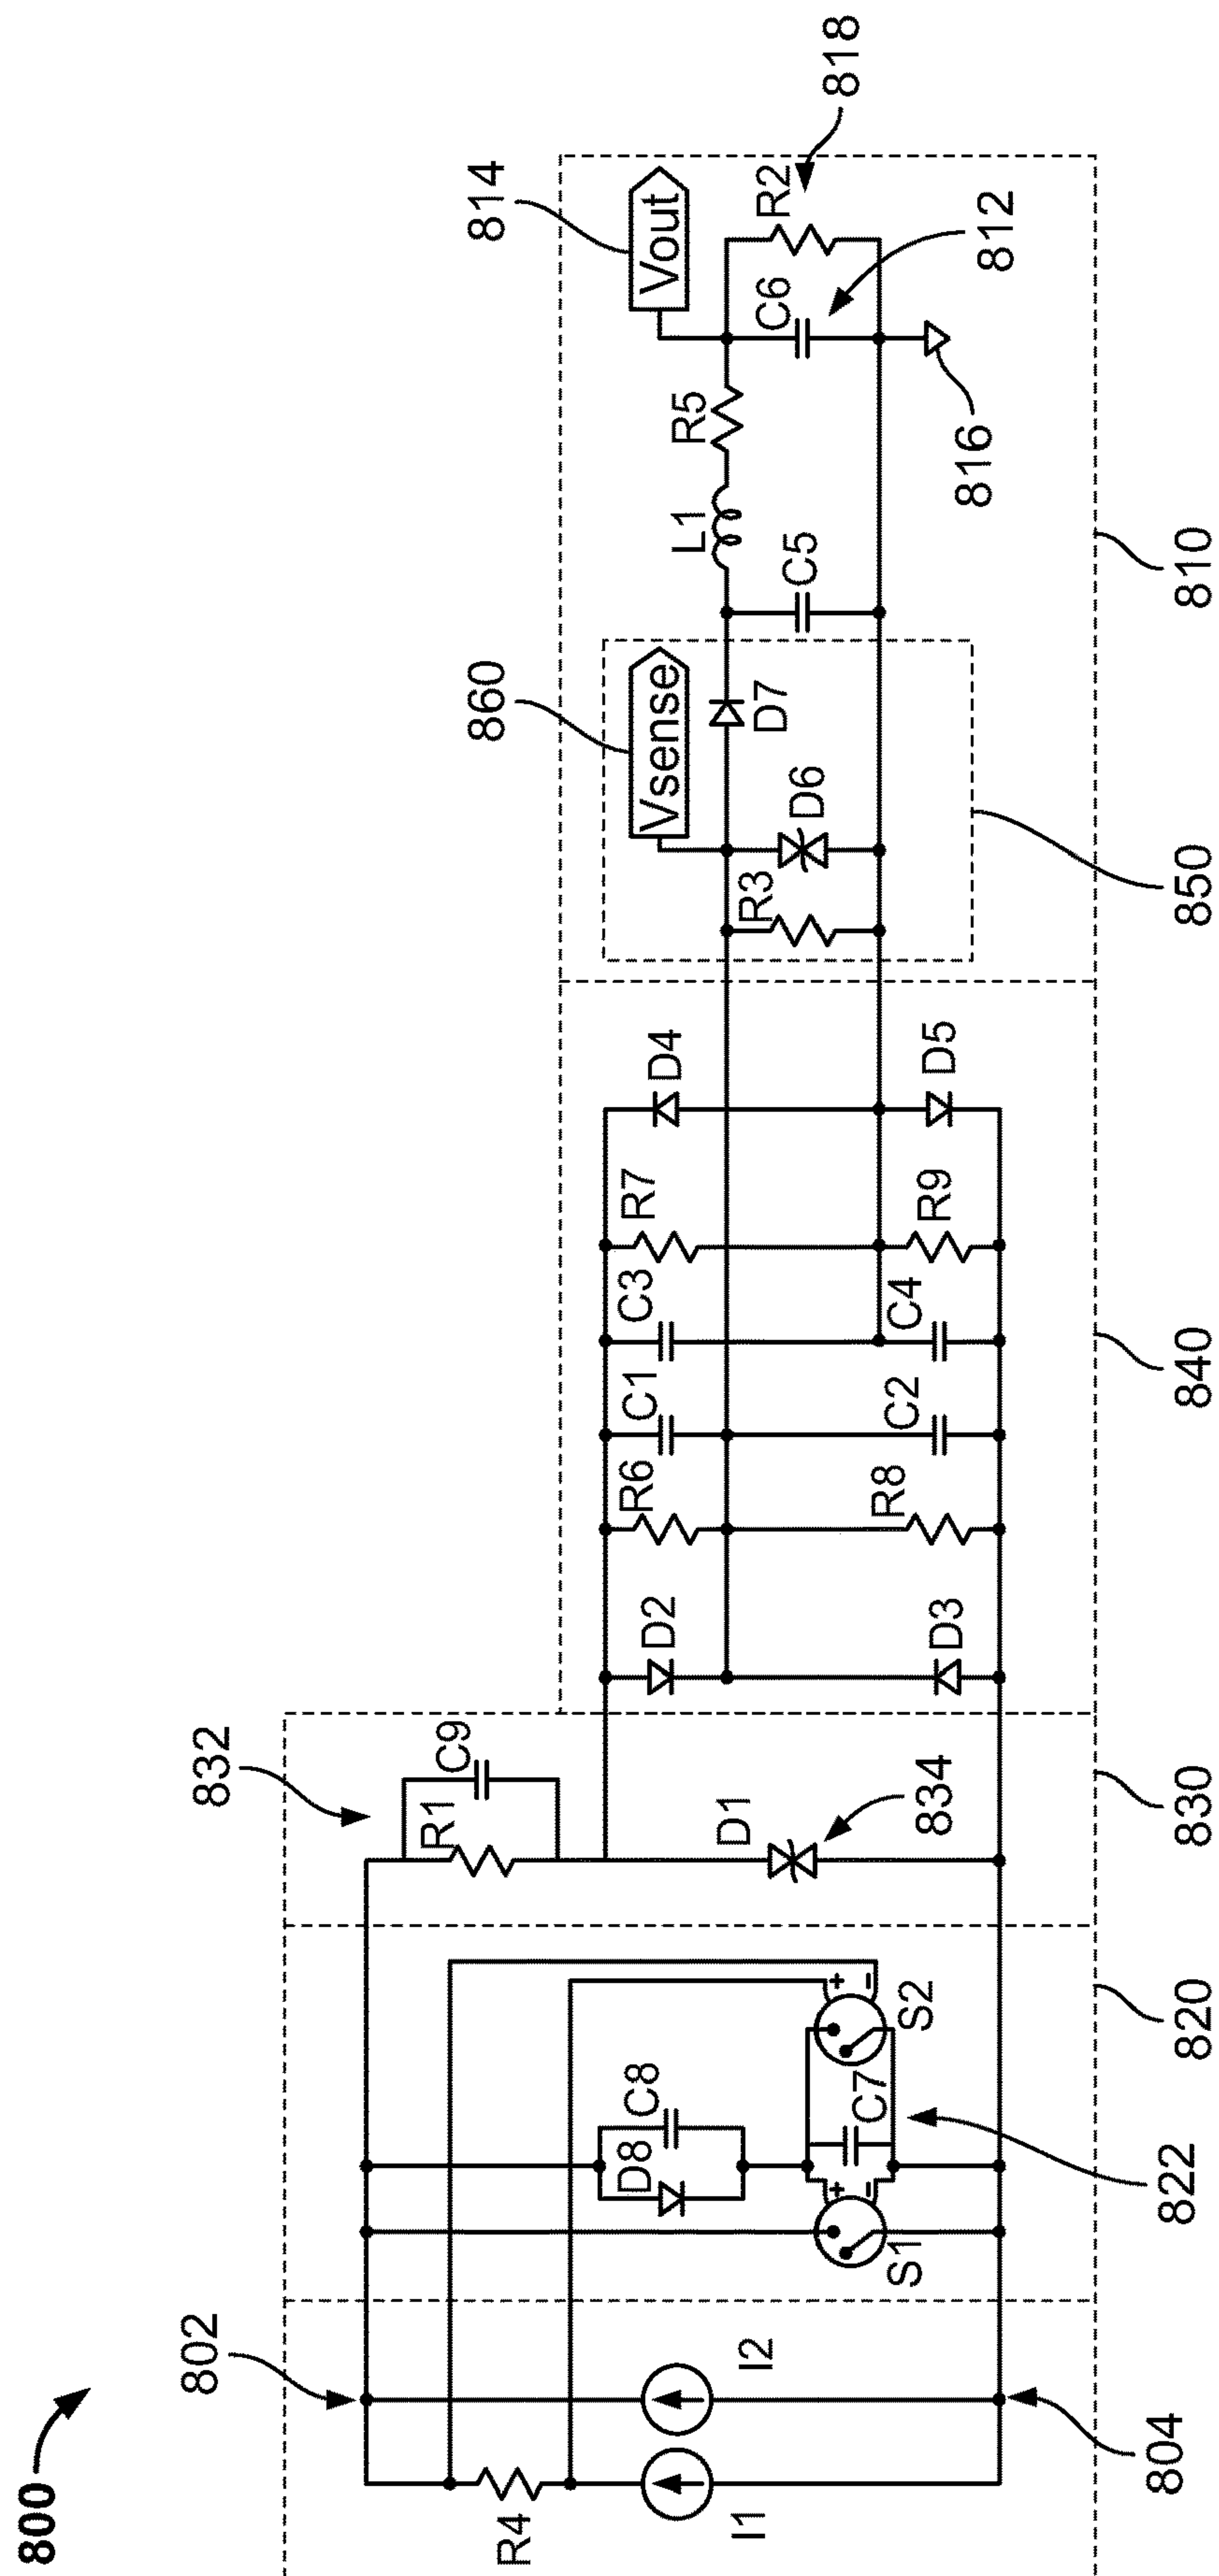 800
802
832
R4
I1
I2
804
S1
D8
C8
C7
S2
+
-
+
-
822
820
R1
C9
D1
834
830
D2
D3
R6
R8
C1
C2
C3
C4
R7
R9
D4
D5
840
860
Vsense
R3
D6
D7
850
C5
L1
R5
814
Vout
C6
R2
818
812
816
810